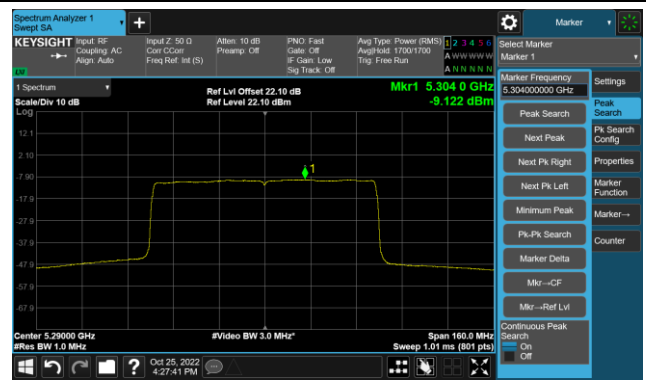 Spectrum Analyzer 1
Swept SA
Marker
KEYSIGHT
Input: RF
Coupling: AC
Align: Auto
Input Z: 50 Ω
Corr CCorr
Freq Ref: Int (S)
Atten: 10 dB
Preamp: Off
PNO: Fast
Gate: Off
IF Gain: Low
Sig Track: Off
Avg Type: Power (RMS)
Avg|Hold: 1700/1700
Trig: Free Run
1 2 3 4 5 6
A W W W W W
A N N N N N
LW
Select Marker
Marker 1
1 Spectrum
Scale/Div 10 dB
Log
Ref Lvl Offset 22.10 dB
Ref Level 22.10 dBm
Mkr1 5.304 0 GHz
-9.122 dBm
12.1
2.10
-7.90
-17.9
-27.9
-37.9
-47.9
-57.9
-67.9
1
Center 5.29000 GHz
#Res BW 1.0 MHz
#Video BW 3.0 MHz*
Span 160.0 MHz
Sweep 1.01 ms (801 pts)
Marker Frequency
5.304000000 GHz
Peak Search
Next Peak
Next Pk Right
Next Pk Left
Minimum Peak
Pk-Pk Search
Marker Delta
Mkr→CF
Mkr→Ref Lvl
Continuous Peak
Search
On
Off
Settings
Peak
Search
Pk Search
Config
Properties
Marker
Function
Marker→
Counter
?
Oct 25, 2022
4:27:41 PM